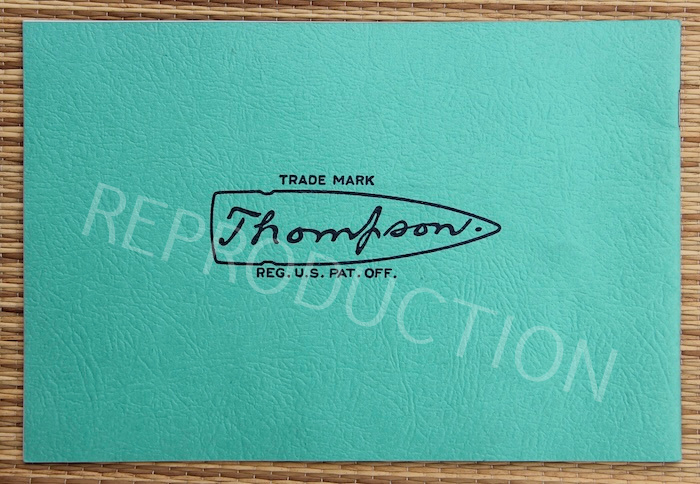 TRADE MARK
Thompson.
REG. U.S. PAT. OFF.
REPRODUCTION